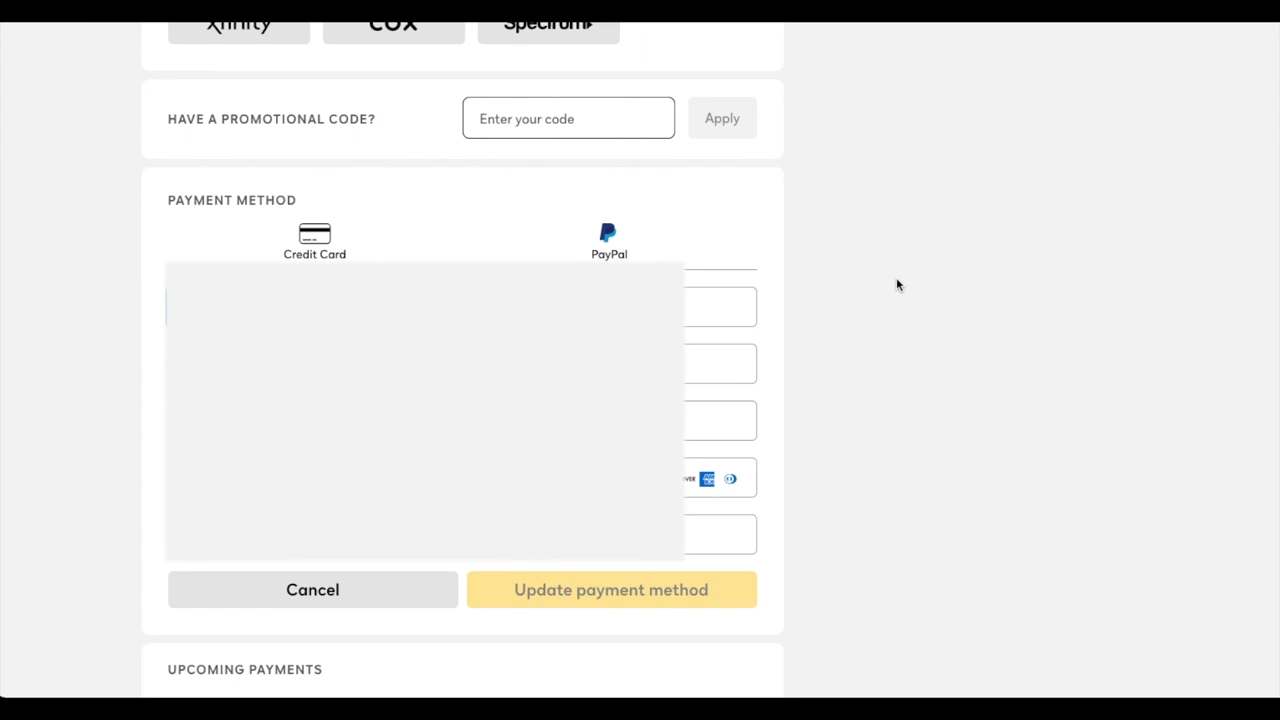 xfinity
COX
Spectrum
HAVE A PROMOTIONAL CODE?
Enter your code
Apply
PAYMENT METHOD
Credit Card
PayPal
VER
Cancel
Update payment method
UPCOMING PAYMENTS